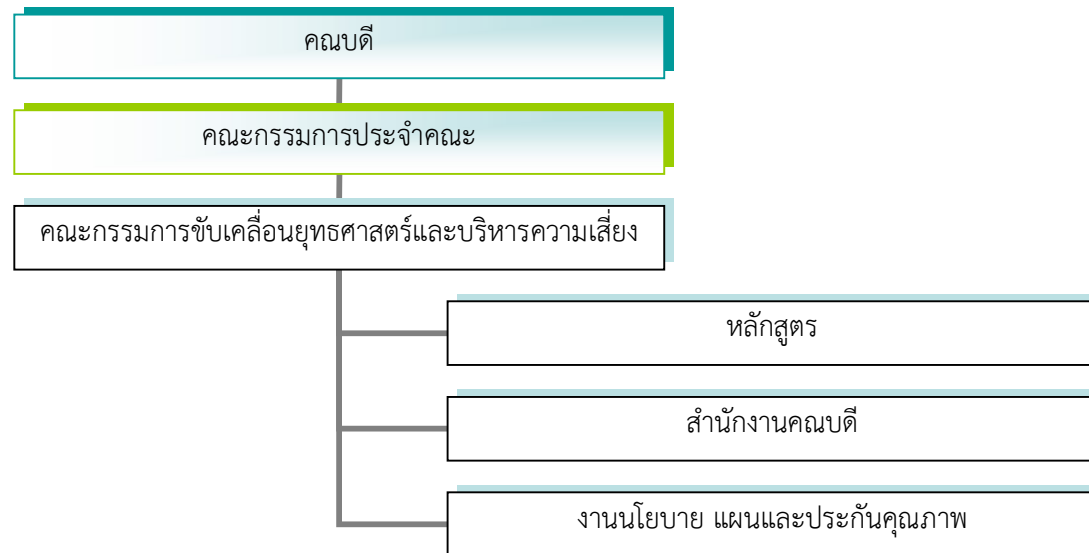 คณบดี
คณะกรรมการประจำคณะ
คณะกรรมการขับเคลื่อนยุทธศาสตร์และบริหารความเสี่ยง
หลักสูตร
สำนักงานคณบดี
งานนโยบาย แผนและประกันคุณภาพ